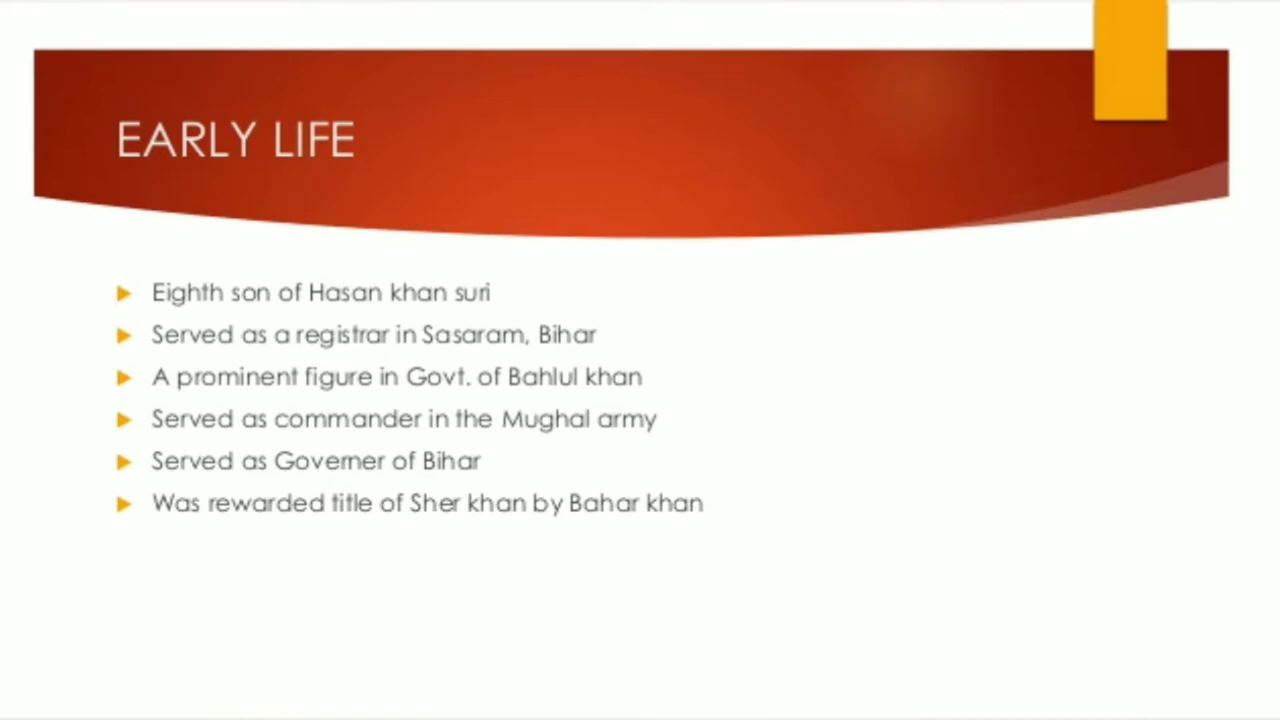 EARLY LIFE
Eighth son of Hasan khan suri
Served as a registrar in Sasaram, Bihar
A prominent figure in Govt. of Bahlul khan
Served as commander in the Mughal army
Served as Governer of Bihar
Was rewarded title of Sher khan by Bahar khan